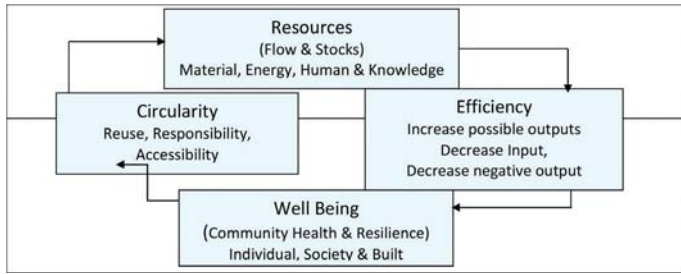 Resources
(Flow & Stocks)
Material, Energy, Human & Knowledge
Circularity
Reuse, Responsibility,
Accessibility
Efficiency
Increase possible outputs
Decrease Input,
Decrease negative output
Well Being
(Community Health & Resilience)
Individual, Society & Built